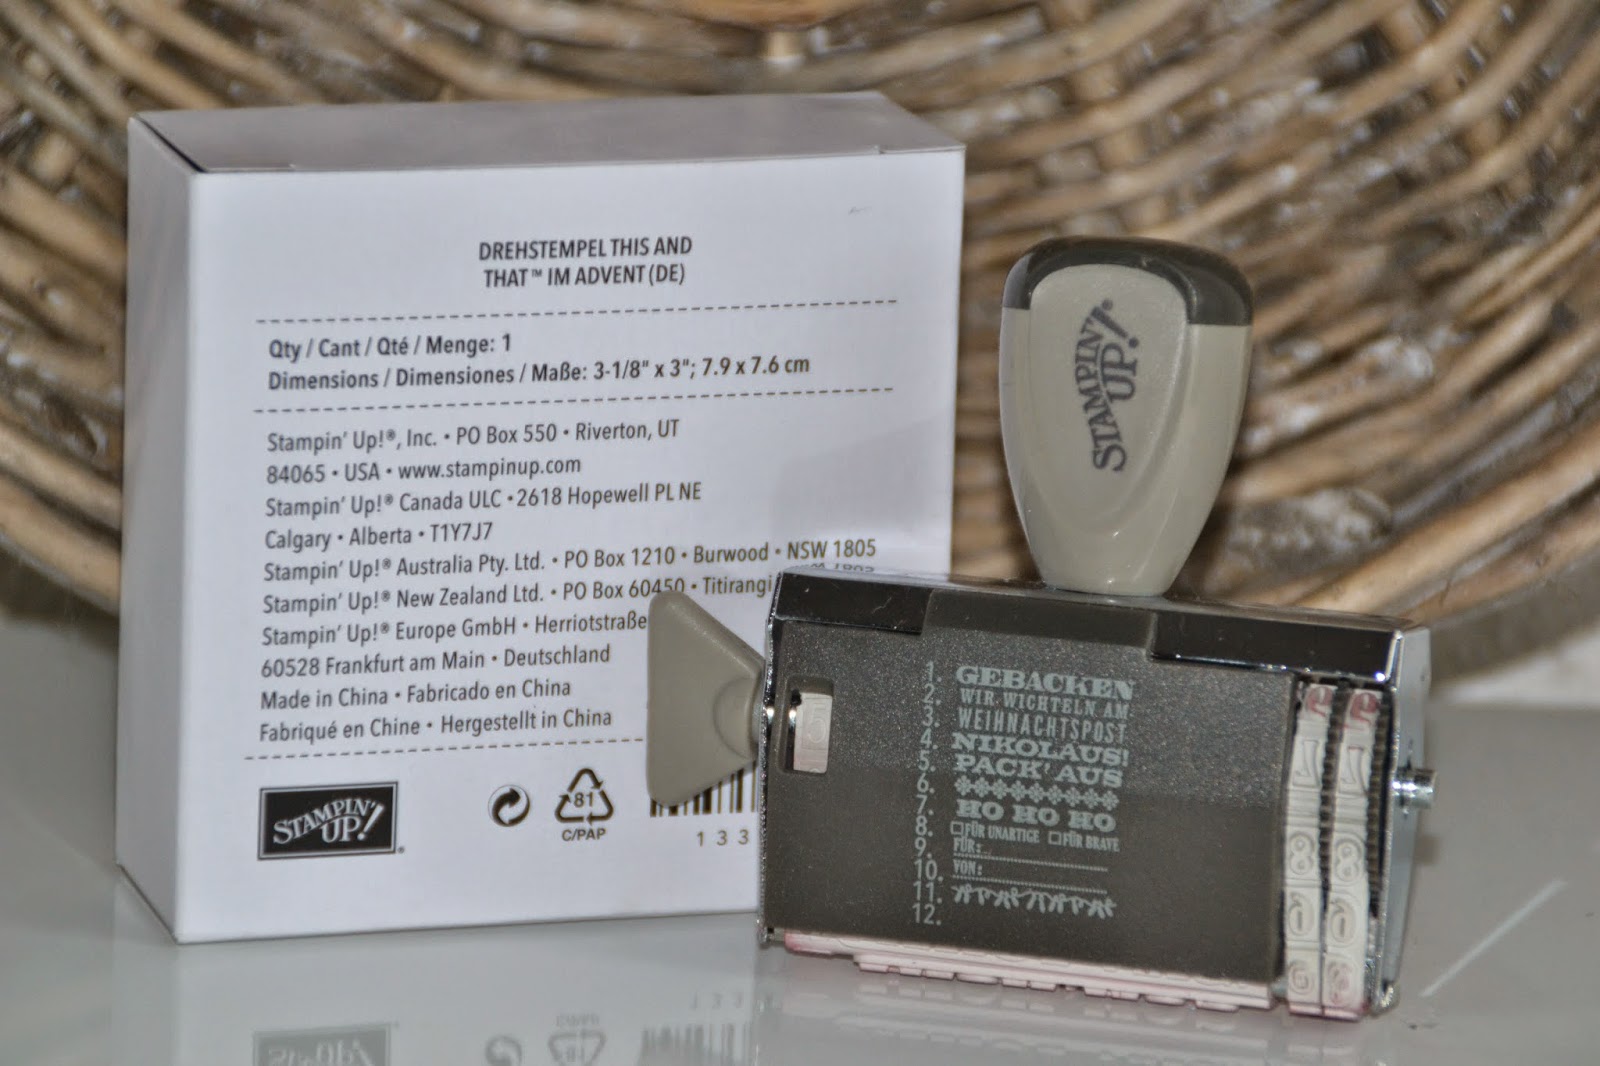 DREHSTEMPEL THIS AND
THAT™ IM ADVENT (DE)
Qty / Cant / Qté / Menge: 1
Dimensions / Dimensiones / Maße: 3-1/8" x 3"; 7.9 x 7.6 cm
Stampin' Up!®, Inc. • PO Box 550 • Riverton, UT
84065 • USA • www.stampinup.com
Stampin' Up!® Canada ULC • 2618 Hopewell PL NE
Calgary • Alberta • T1Y7J7
Stampin' Up!® Australia Pty. Ltd. • PO Box 1210 • Burwood • NSW 1805
Stampin' Up!® New Zealand Ltd. • PO Box 60450 • Titirangi
Stampin' Up!® Europe GmbH • Herriotstraße
60528 Frankfurt am Main • Deutschland
Made in China • Fabricado en China
Fabriqué en Chine • Hergestellt in China
STAMPIN' UP!®
81
C/PAP
133
STAMPIN' UP!®
5
1. GEBACKEN
2. WIR WICHTELN AM
3. WEIHNACHTSPOST
4. NIKOLAUS!
5. PACK' AUS
6.
7. HO HO HO
8. FÜR UNARTIGE FÜR BRAVE
9. FÜR:
10. VON:
11.
12.